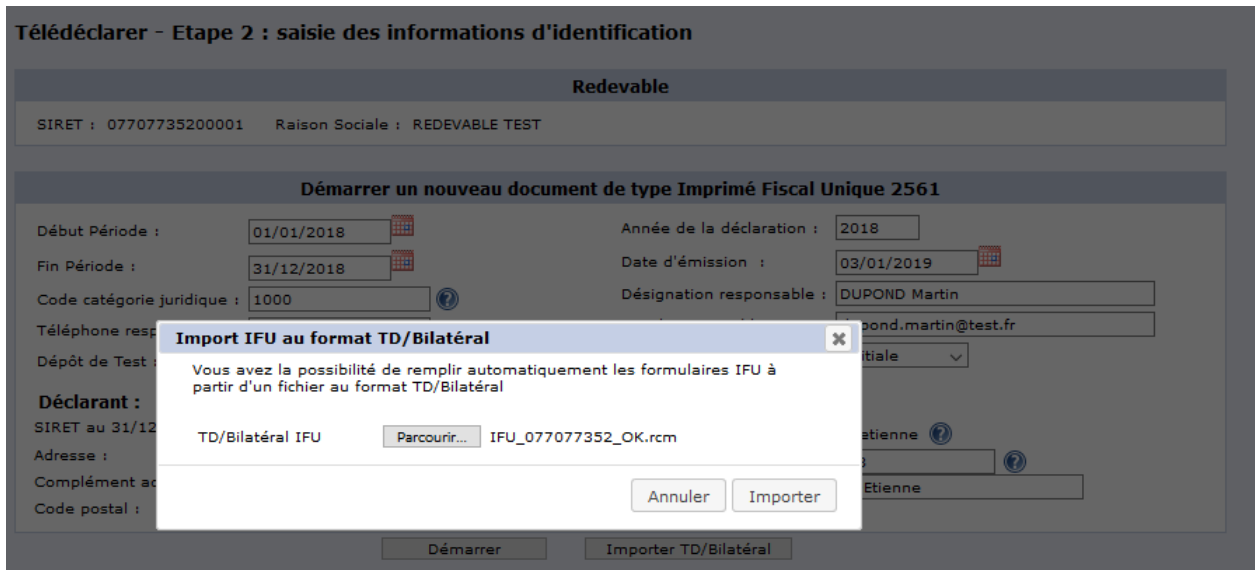 Télédéclarer - Etape 2 : saisie des informations d'identification
Redevable
SIRET : 07707735200001 Raison Sociale : REDEVABLE TEST
Démarrer un nouveau document de type Imprimé Fiscal Unique 2561
Début Période : 01/01/2018 Année de la déclaration : 2018
Fin Période : 31/12/2018 Date d'émission : 03/01/2019
Code catégorie juridique : 1000 Désignation responsable : DUPOND Martin
Téléphone resp pond.martin@test.fr
Dépôt de Test : itiale
Import IFU au format TD/Bilatéral
Vous avez la possibilité de remplir automatiquement les formulaires IFU à
partir d'un fichier au format TD/Bilatéral
TD/Bilatéral IFU Parcourir... IFU_077077352_OK.rcm
Annuler Importer
Déclarant :
SIRET au 31/12 etienne
Adresse :
Complément ad Etienne
Code postal :
Démarrer Importer TD/Bilatéral